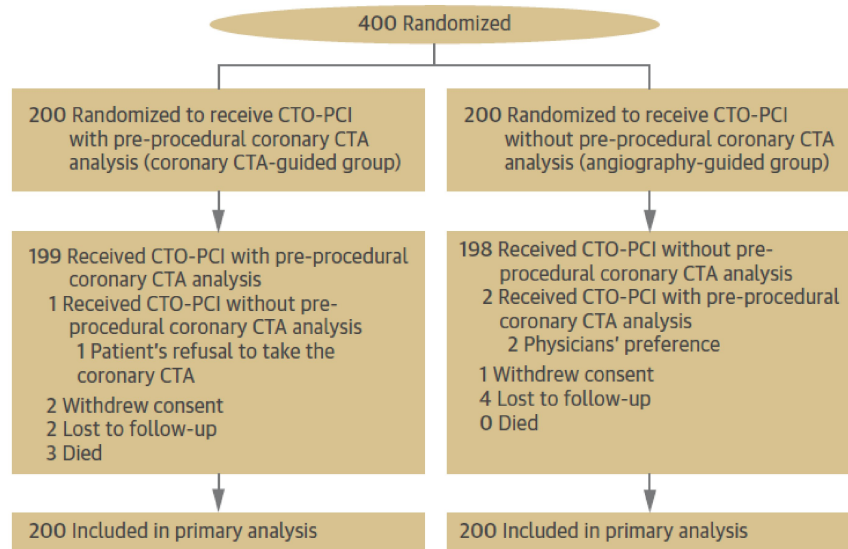 400 Randomized
200 Randomized to receive CTO-PCI
with pre-procedural coronary CTA
analysis (coronary CTA-guided group)
200 Randomized to receive CTO-PCI
without pre-procedural coronary CTA
analysis (angiography-guided group)
199 Received CTO-PCI with pre-procedural
coronary CTA analysis
1 Received CTO-PCI without pre-
procedural coronary CTA analysis
1 Patient's refusal to take the
coronary CTA
2 Withdrew consent
2 Lost to follow-up
3 Died
198 Received CTO-PCI without pre-
procedural coronary CTA analysis
2 Received CTO-PCI with pre-procedural
coronary CTA analysis
2 Physicians' preference
1 Withdrew consent
4 Lost to follow-up
0 Died
200 Included in primary analysis
200 Included in primary analysis